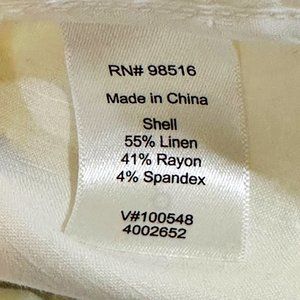 RN# 98516
Made in China
Shell
55% Linen
41% Rayon
4% Spandex
V#100548
4002652